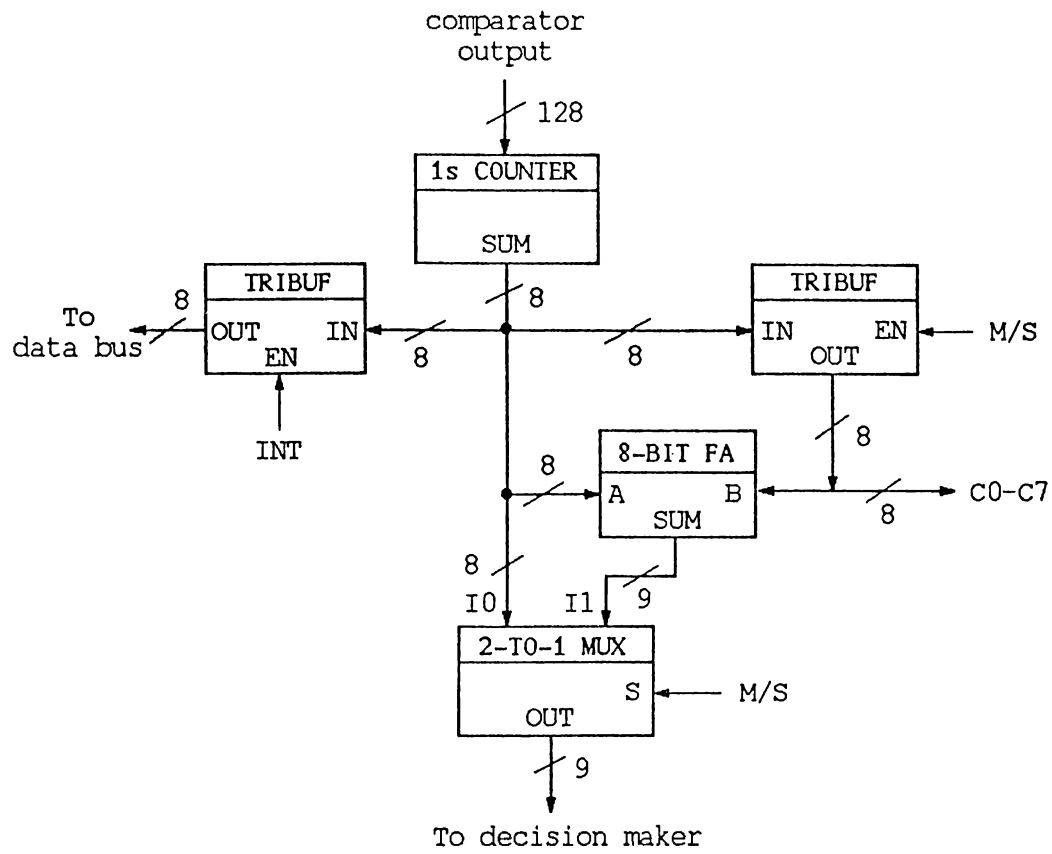 comparator
output
128
1s COUNTER
SUM
8
TRIBUF
OUT IN
EN
8
To
data bus
INT
8
8
TRIBUF
IN EN
OUT
M/S
8
8-BIT FA
A B
SUM
8
8
C0-C7
8
I0
I1
9
2-TO-1 MUX
S
OUT
M/S
9
To decision maker